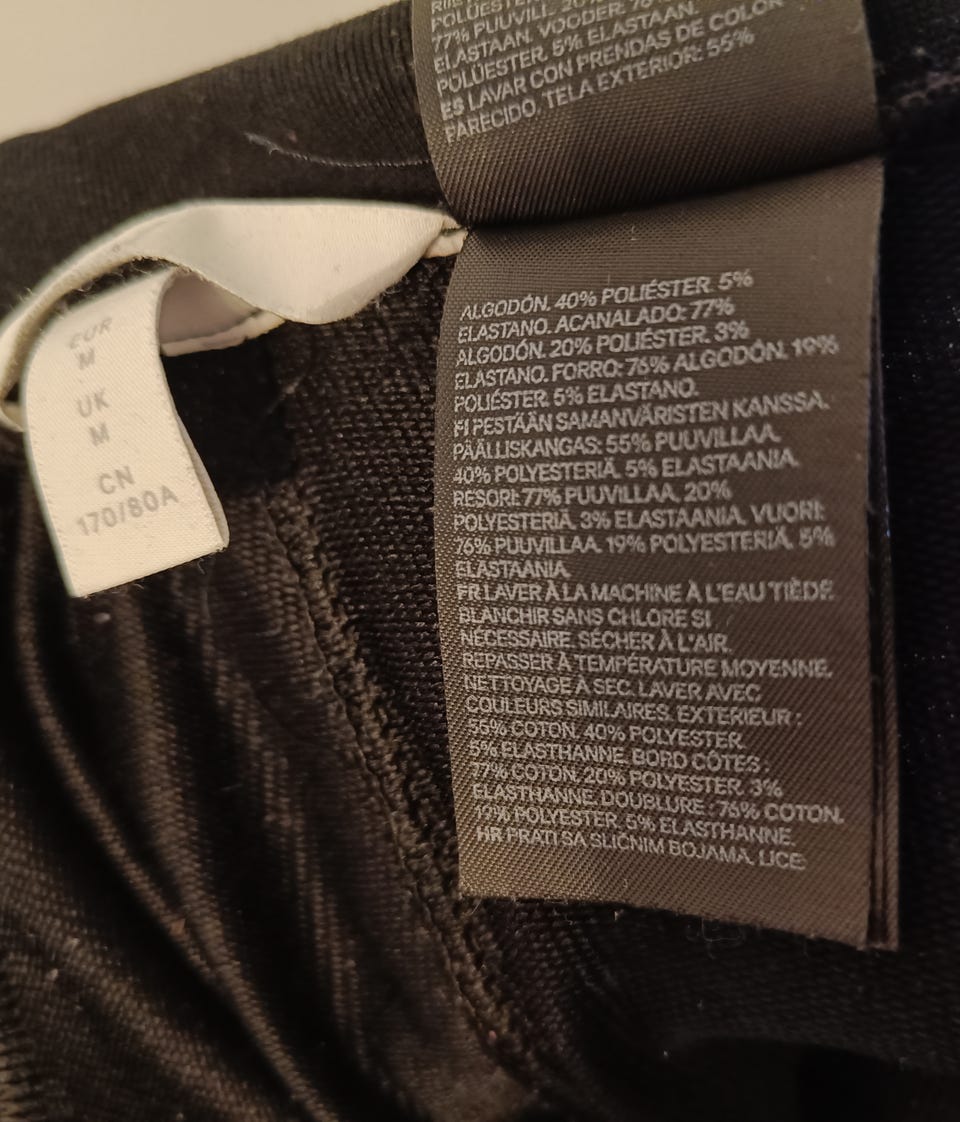 POLÜESTER,
77% PUUVILL, 20%
ELASTAAN. VOODER: 76%
POLÜESTER, 5% ELASTAAN.
ES LAVAR CON PRENDAS DE COLOR
PARECIDO. TELA EXTERIOR: 55%
ALGODÓN. 40% POLIÉSTER. 5%
ELASTANO. ACANALADO: 77%
ALGODÓN. 20% POLIÉSTER. 3%
ELASTANO. FORRO: 76% ALGODÓN. 19%
POLIÉSTER. 5% ELASTANO.
FI PESTÄÄN SAMANVÄRISTEN KANSSA.
PÄÄLLISKANGAS: 55% PUUVILLAA.
40% POLYESTERIÄ. 5% ELASTAANIA.
RESORI: 77% PUUVILLAA. 20%
POLYESTERIÄ. 3% ELASTAANIA. VUORI:
76% PUUVILLAA. 19% POLYESTERIÄ. 5%
ELASTAANIA.
FR LAVER À LA MACHINE À L'EAU TIÈDE.
BLANCHIR SANS CHLORE SI
NÉCESSAIRE. SÉCHER À L'AIR.
REPASSER À TEMPÉRATURE MOYENNE.
NETTOYAGE A SEC. LAVER AVEC
COULEURS SIMILAIRES. EXTERIEUR :
55% COTON. 40% POLYESTER.
5% ELASTHANNE. BORD CÔTES :
77% COTON. 20% POLYESTER. 3%
ELASTHANNE. DOUBLURE : 76% COTON.
19% POLYESTER. 5% ELASTHANNE.
HR PRATI SA SLIČNIM BOJAMA. LICE:
EUR
M
UK
M
CN
170/80A